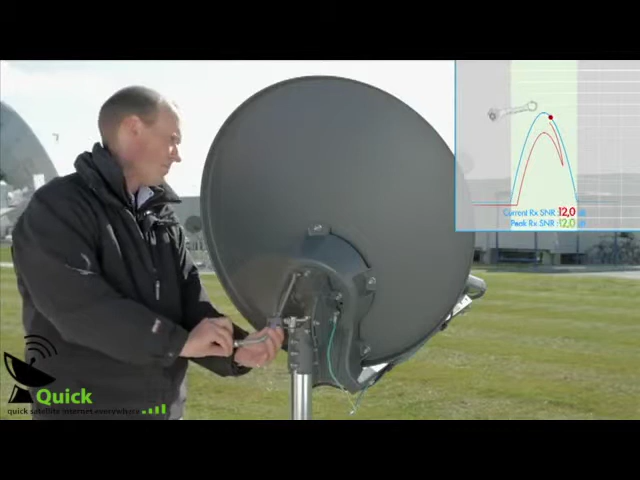 Current Rx SNR :12,0
Peak Rx SNR :12,0
Quick
quick satellite internet everywhere